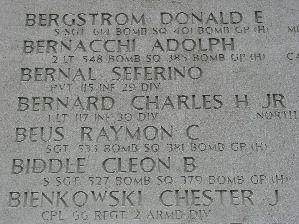 BERGSTROM DONALD E
S SGT 614 BOMB SQ 401 BOMB GP (H)
BERNACCHI ADOLPH
2 LT 548 BOMB SQ 385 BOMB GP (H) CA
BERNAL SEFERINO
PVT 115 INF 29 DIV
BERNARD CHARLES H JR
1 LT 117 INF 30 DIV NORTH
BEUS RAYMON C
SGT 533 BOMB SQ 381 BOMB GP (H)
BIDDLE CLEON B
S SGT 527 BOMB SQ 379 BOMB GP (H)
BIENKOWSKI CHESTER J
CPL 66 REGT 2 ARMD DIV